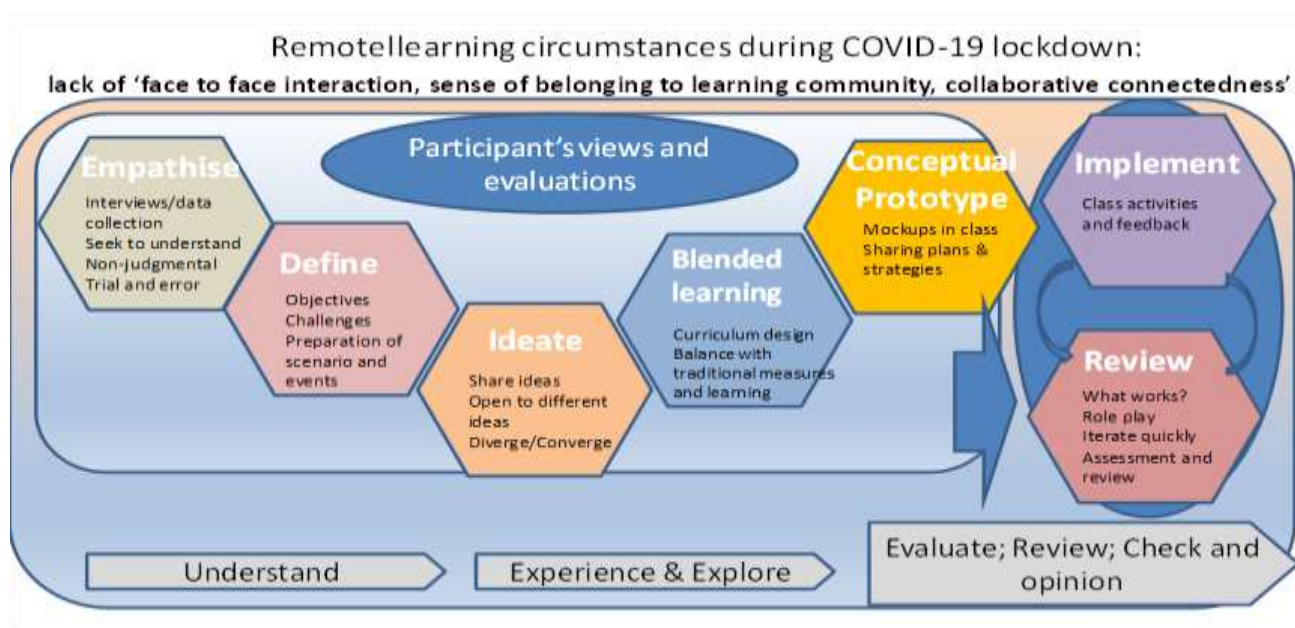 Remotellearning circumstances during COVID-19 lockdown:
lack of ‘face to face interaction, sense of belonging to learning community, collaborative connectedness’
Participant’s views and
evaluations
Empathise
Interviews/data
collection
Seek to understand
Non-judgmental
Trial and error
Define
Objectives
Challenges
Preparation of
scenario and
events
Ideate
Share ideas
Open to different
ideas
Diverge/Converge
Blended
learning
Curriculum design
Balance with
traditional measures
and learning
Conceptual
Prototype
Mockups in class
Sharing plans &
strategies
Implement
Class activities
and feedback
Review
What works?
Role play
Iterate quickly
Assessment and
review
Understand
Experience & Explore
Evaluate; Review; Check and
opinion